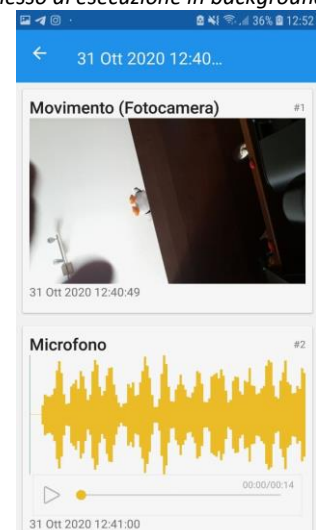 esso di esecuzione in background
36% 12:52
31 Ott 2020 12:40...
Movimento (Fotocamera) #1
31 Ott 2020 12:40:49
Microfono #2
00:00/00:14
31 Ott 2020 12:41:00